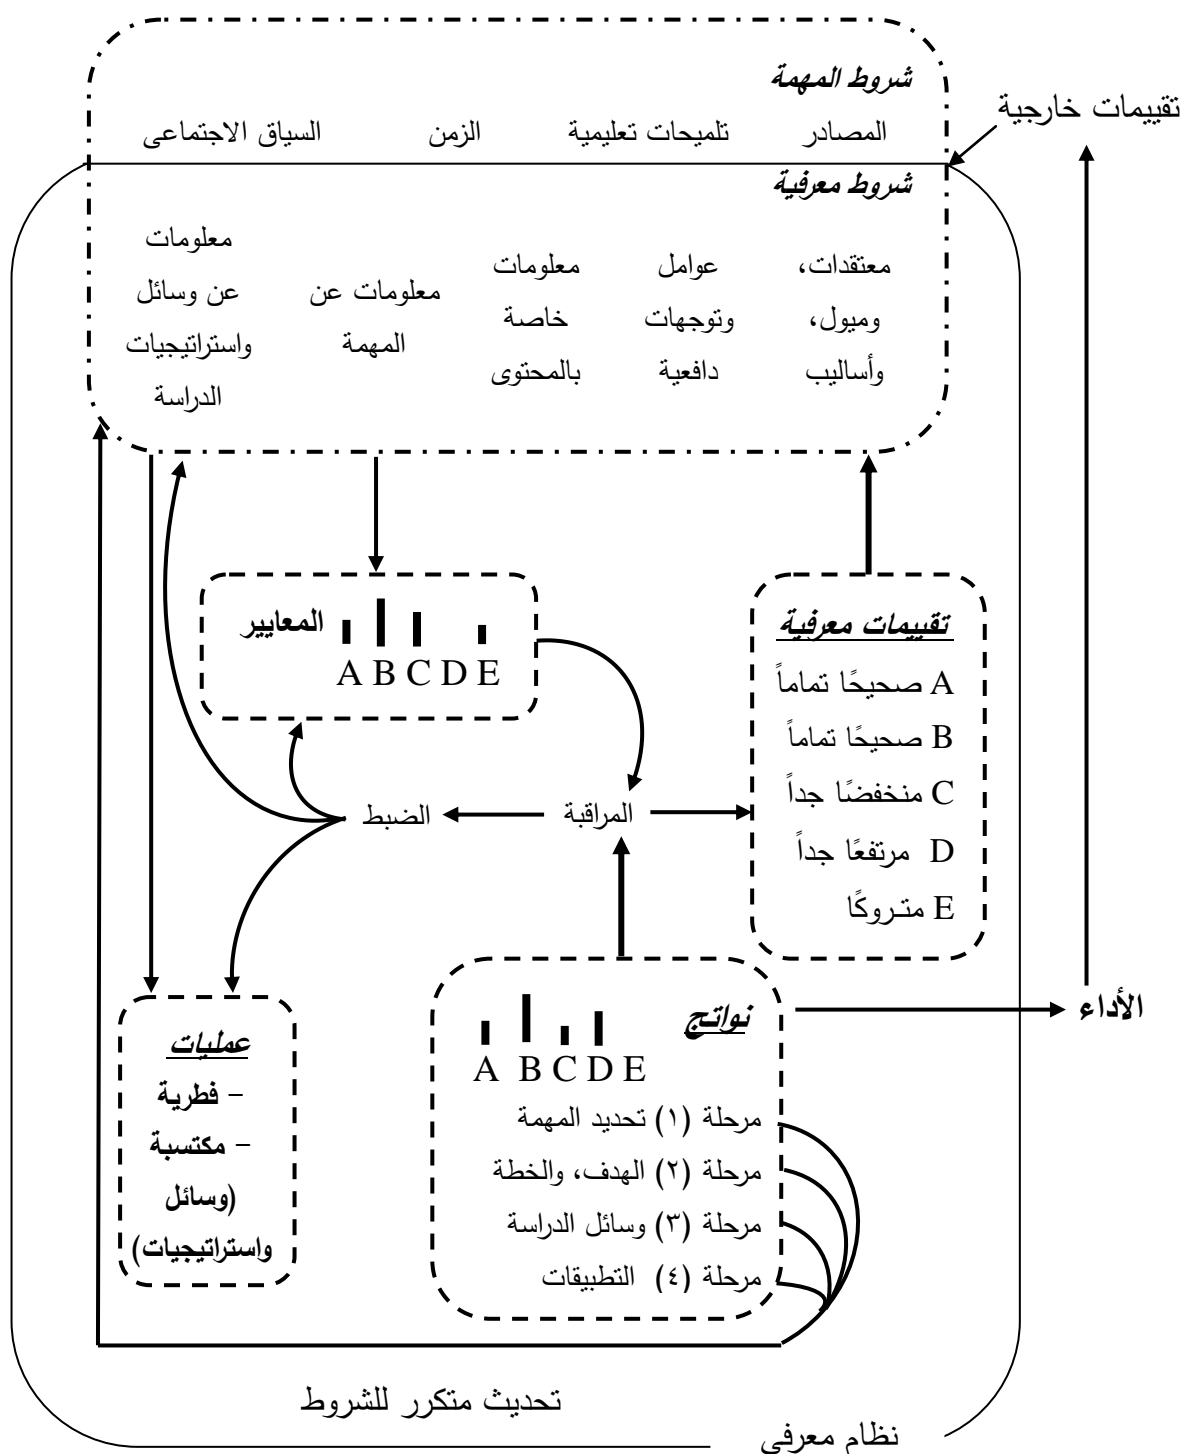 شروط المهمة
تقييمات خارجية
المصادر تلميحات تعليمية الزمن السياق الاجتماعى
شروط معرفية
معتقدات،
وميول،
وأساليب
عوامل
وتوجهات
دافعية
معلومات
خاصة
بالمحتوى
معلومات عن
المهمة
معلومات
عن وسائل
واستراتيجيات
الدراسة
المعايير
A B C D E
تقييمات معرفية
A صحيحًا تماماً
B صحيحًا تماماً
C منخفضًا جداً
D مرتفعًا جداً
E متروكًا
المراقبة
الضبط
الأداء
نواتج
A B C D E
مرحلة (١) تحديد المهمة
مرحلة (٢) الهدف، والخطة
مرحلة (٣) وسائل الدراسة
مرحلة (٤) التطبيقات
عمليات
– فطرية
– مكتسبة
(وسائل
واستراتيجيات)
تحديث متكرر للشروط
نظام معرفي